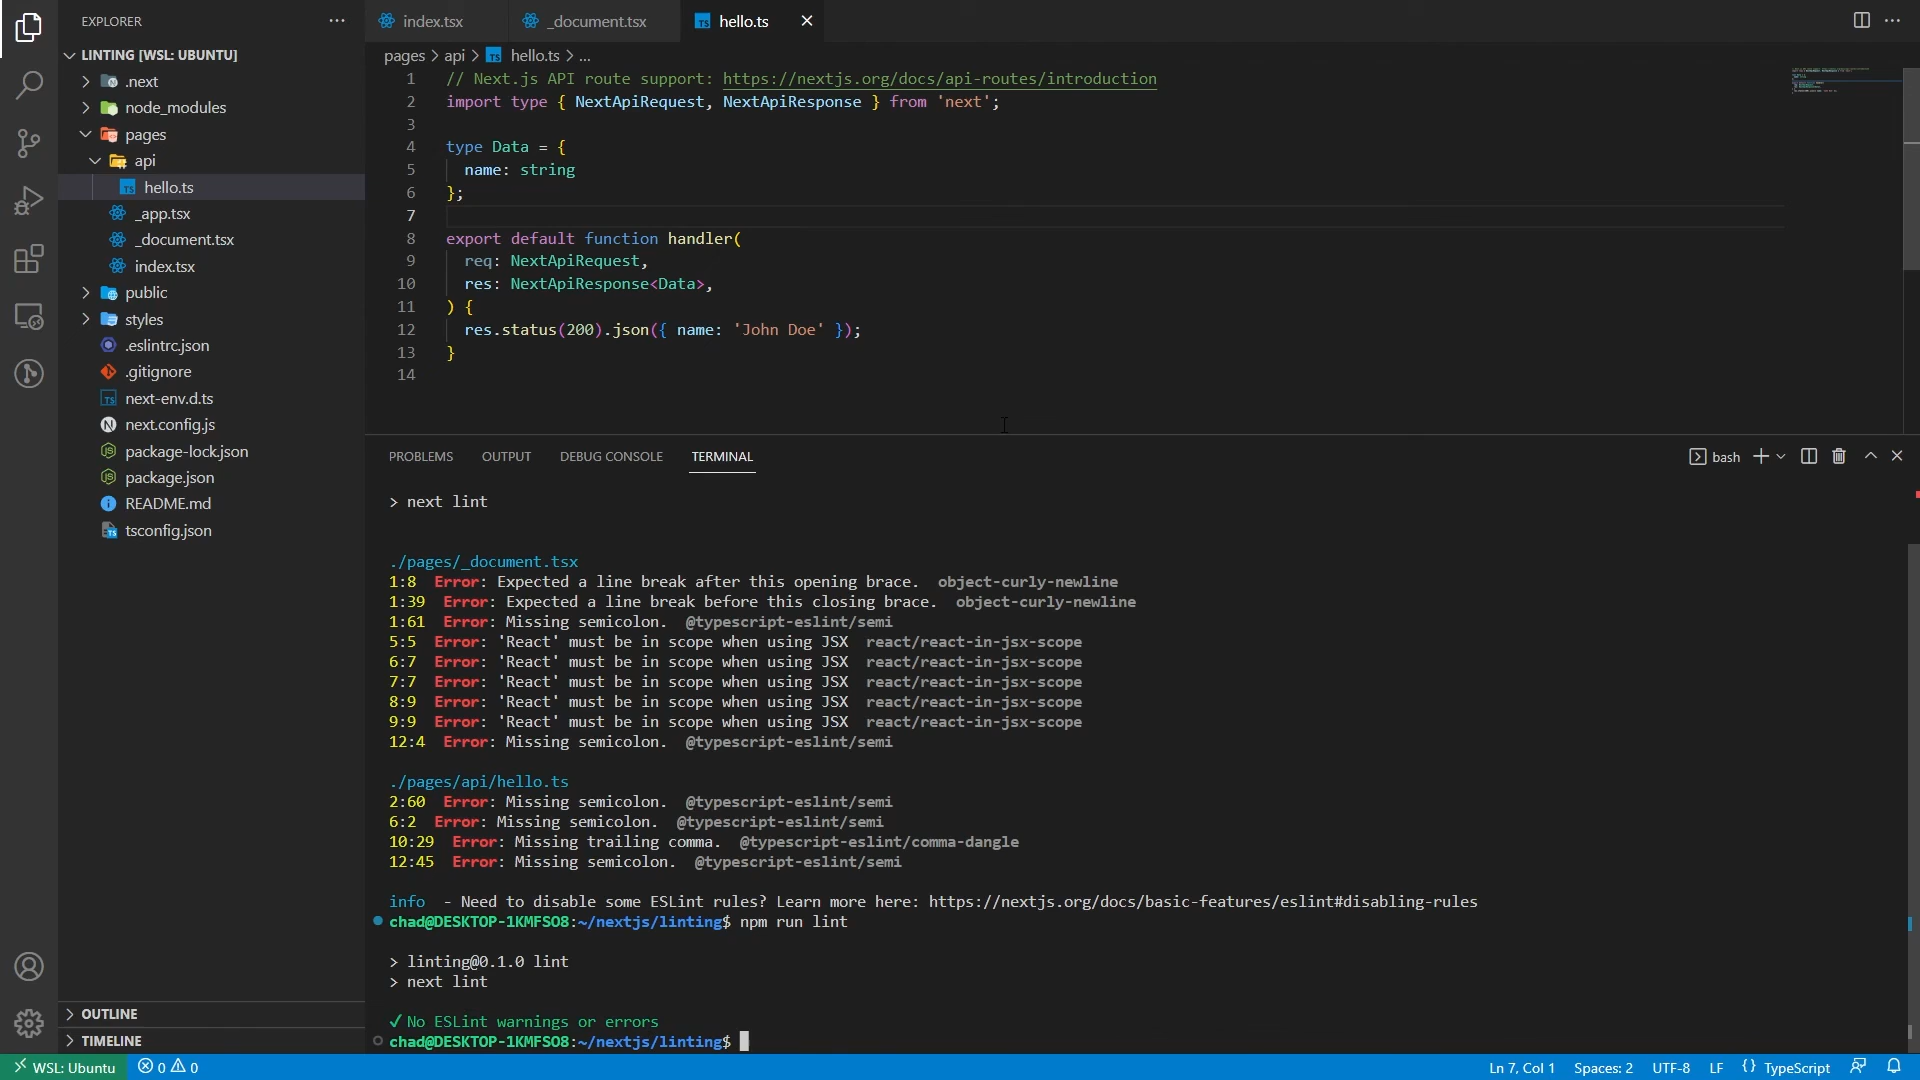 EXPLORER
LINTING [WSL: UBUNTU]
.next
node_modules
pages
api
TS hello.ts
_app.tsx
_document.tsx
index.tsx
public
styles
.eslintrc.json
.gitignore
TS next-env.d.ts
N next.config.js
JS package-lock.json
JS package.json
i README.md
TS tsconfig.json
OUTLINE
TIMELINE
index.tsx
_document.tsx
TS hello.ts
pages > api > TS hello.ts > ...
1 // Next.js API route support: https://nextjs.org/docs/api-routes/introduction
2 import type { NextApiRequest, NextApiResponse } from 'next';
3
4 type Data = {
5 name: string
6 };
7
8 export default function handler(
9 req: NextApiRequest,
10 res: NextApiResponse<Data>,
11 ) {
12 res.status(200).json({ name: 'John Doe' });
13 }
14
PROBLEMS OUTPUT DEBUG CONSOLE TERMINAL
bash
> next lint
./pages/_document.tsx
1:8 Error: Expected a line break after this opening brace. object-curly-newline
1:39 Error: Expected a line break before this closing brace. object-curly-newline
1:61 Error: Missing semicolon. @typescript-eslint/semi
5:5 Error: 'React' must be in scope when using JSX react/react-in-jsx-scope
6:7 Error: 'React' must be in scope when using JSX react/react-in-jsx-scope
7:7 Error: 'React' must be in scope when using JSX react/react-in-jsx-scope
8:9 Error: 'React' must be in scope when using JSX react/react-in-jsx-scope
9:9 Error: 'React' must be in scope when using JSX react/react-in-jsx-scope
12:4 Error: Missing semicolon. @typescript-eslint/semi
./pages/api/hello.ts
2:60 Error: Missing semicolon. @typescript-eslint/semi
6:2 Error: Missing semicolon. @typescript-eslint/semi
10:29 Error: Missing trailing comma. @typescript-eslint/comma-dangle
12:45 Error: Missing semicolon. @typescript-eslint/semi
info - Need to disable some ESLint rules? Learn more here: https://nextjs.org/docs/basic-features/eslint#disabling-rules
chad@DESKTOP-1KMFSO8:~/nextjs/linting$ npm run lint
> linting@0.1.0 lint
> next lint
✓ No ESLint warnings or errors
chad@DESKTOP-1KMFSO8:~/nextjs/linting$
WSL: Ubuntu 0 0 Ln 7, Col 1 Spaces: 2 UTF-8 LF {} TypeScript